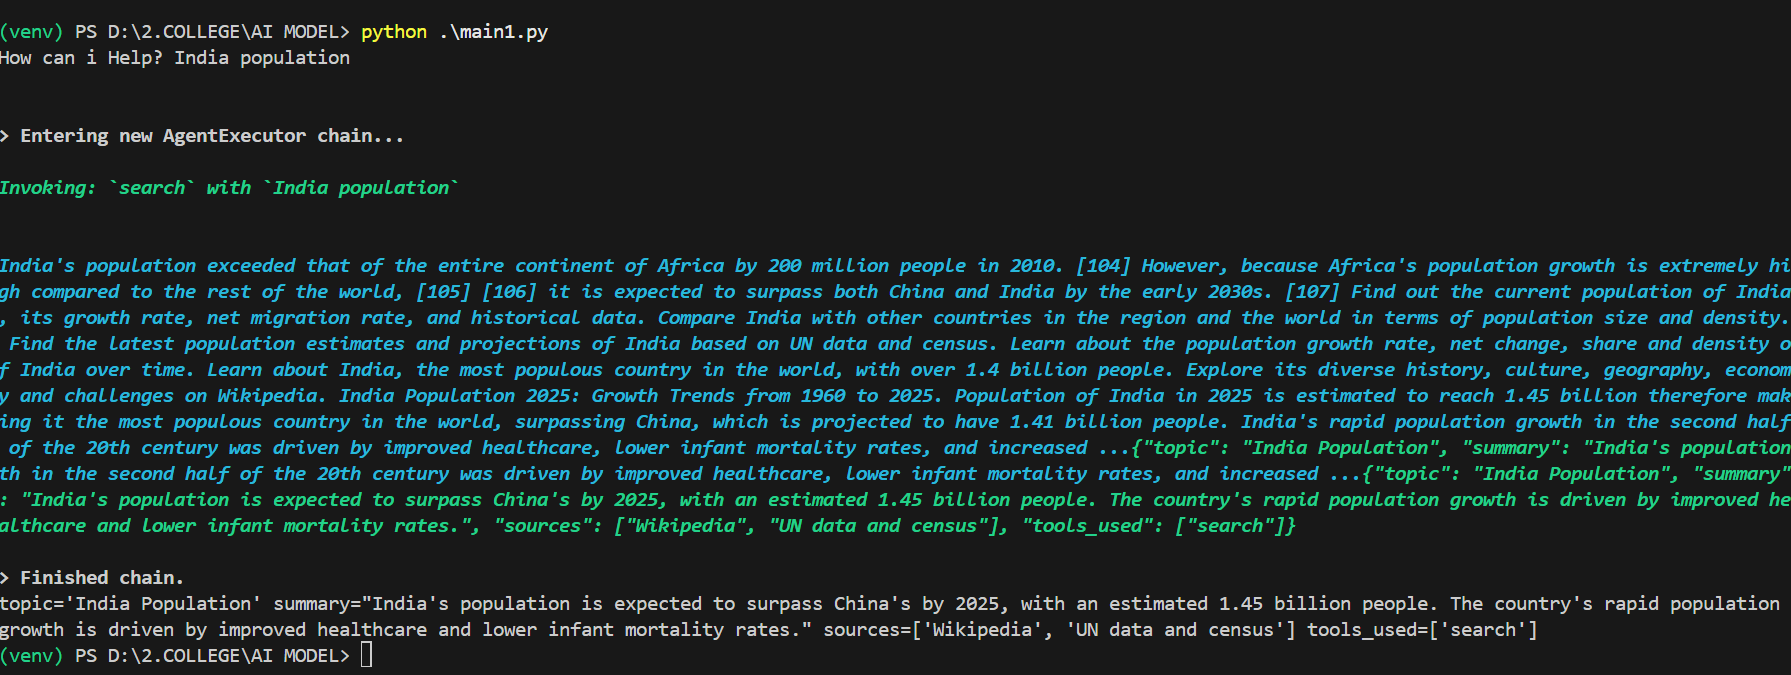 (venv) PS D:\2.COLLEGE\AI MODEL> python .\main1.py
How can i Help? India population
> Entering new AgentExecutor chain...
Invoking: `search` with `India population`
India's population exceeded that of the entire continent of Africa by 200 million people in 2010. [104] However, because Africa's population growth is extremely hi
gh compared to the rest of the world, [105] [106] it is expected to surpass both China and India by the early 2030s. [107] Find out the current population of India
, its growth rate, net migration rate, and historical data. Compare India with other countries in the region and the world in terms of population size and density.
Find the latest population estimates and projections of India based on UN data and census. Learn about the population growth rate, net change, share and density o
f India over time. Learn about India, the most populous country in the world, with over 1.4 billion people. Explore its diverse history, culture, geography, econom
y and challenges on Wikipedia. India Population 2025: Growth Trends from 1960 to 2025. Population of India in 2025 is estimated to reach 1.45 billion therefore mak
ing it the most populous country in the world, surpassing China, which is projected to have 1.41 billion people. India's rapid population growth in the second half
of the 20th century was driven by improved healthcare, lower infant mortality rates, and increased ...{"topic": "India Population", "summary": "India's population
th in the second half of the 20th century was driven by improved healthcare, lower infant mortality rates, and increased ...{"topic": "India Population", "summary"
: "India's population is expected to surpass China's by 2025, with an estimated 1.45 billion people. The country's rapid population growth is driven by improved he
althcare and lower infant mortality rates.", "sources": ["Wikipedia", "UN data and census"], "tools_used": ["search"]}
> Finished chain.
topic='India Population' summary="India's population is expected to surpass China's by 2025, with an estimated 1.45 billion people. The country's rapid population
growth is driven by improved healthcare and lower infant mortality rates." sources=['Wikipedia', 'UN data and census'] tools_used=['search']
(venv) PS D:\2.COLLEGE\AI MODEL>